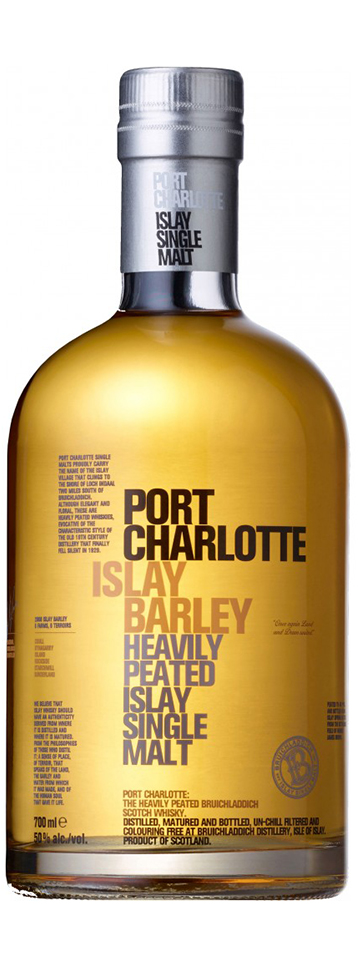 PORT
CHARLOTTE
ISLAY
SINGLE
MALT
PORT CHARLOTTE SINGLE
MALTS PROUDLY CARRY
THE NAME OF THE ISLAY
VILLAGE THAT CLINGS TO
THE SHORE OF LOCH INDAAL
TWO MILES SOUTH OF
BRUICHLADDICH.
ALTHOUGH ELEGANT AND
FLORAL, THESE ARE
HEAVILY PEATED WHISKIES,
EVOCATIVE OF THE
CHARACTERISTIC STYLE OF
THE OLD 19TH CENTURY
DISTILLERY THAT FINALLY
FELL SILENT IN 1929.
PORT
CHARLOTTE
ISLAY
BARLEY
HEAVILY
PEATED
ISLAY
SINGLE
MALT
ISLAY BARLEY
WE BELIEVE THAT
ISLAY WHISKY SHOULD
HAVE AN AUTHENTICITY
DERIVED FROM WHERE
IT IS DISTILLED AND
WHERE IT IS MATURED,
FROM THE PHILOSOPHIES
OF THOSE WHO DISTIL
IT; A SENSE OF PLACE,
OF TERROIR, THAT
SPEAKS OF THE LAND,
THE BARLEY AND
WATER FROM WHICH
IT WAS MADE, AND OF
THE HUMAN SOUL
THAT GAVE IT LIFE.
700 ml e
50% alc./vol.
PORT CHARLOTTE:
THE HEAVILY PEATED BRUICHLADDICH
SCOTCH WHISKY.
DISTILLED, MATURED AND BOTTLED, UN-CHILL FILTERED AND
COLOURING FREE AT BRUICHLADDICH DISTILLERY, ISLE OF ISLAY.
PRODUCT OF SCOTLAND.
B